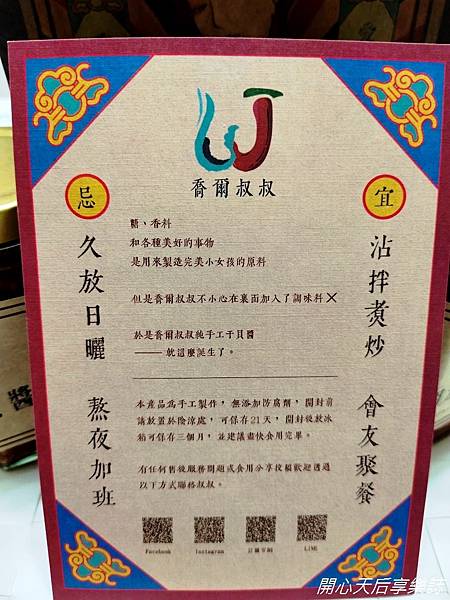 喬爾叔叔
宜
沾拌煮炒 會友聚餐
忌
久放日曬 熬夜加班
糖、香料
和各種美好的事物
是用來製造完美小女孩的原料
但是喬爾叔叔不小心在裏面加入了調味料X
於是喬爾叔叔純手工干貝醬
——就這麼誕生了。
本產品為手工製作，無添加防腐劑，開封前
請放置於陰涼處，可保存21天，開封後放冰
箱可保存三個月，並建議盡快食用完畢。
有任何售後服務問題或食用分享投稿歡迎透過
以下方式聯絡叔叔。
Facebook
Instagram
LINE
醬
開心天后享樂誌